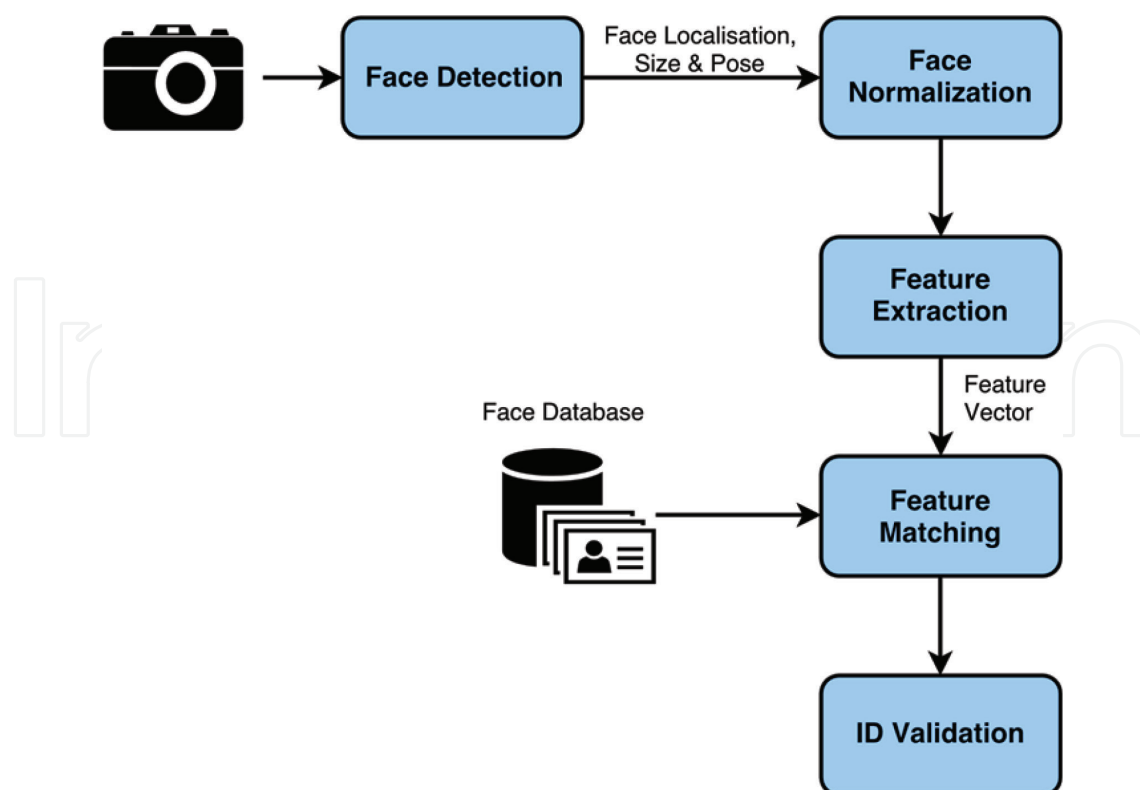 Face Detection
Face Localisation,
Size & Pose
Face
Normalization
Feature
Extraction
Feature
Vector
Face Database
Feature
Matching
ID Validation